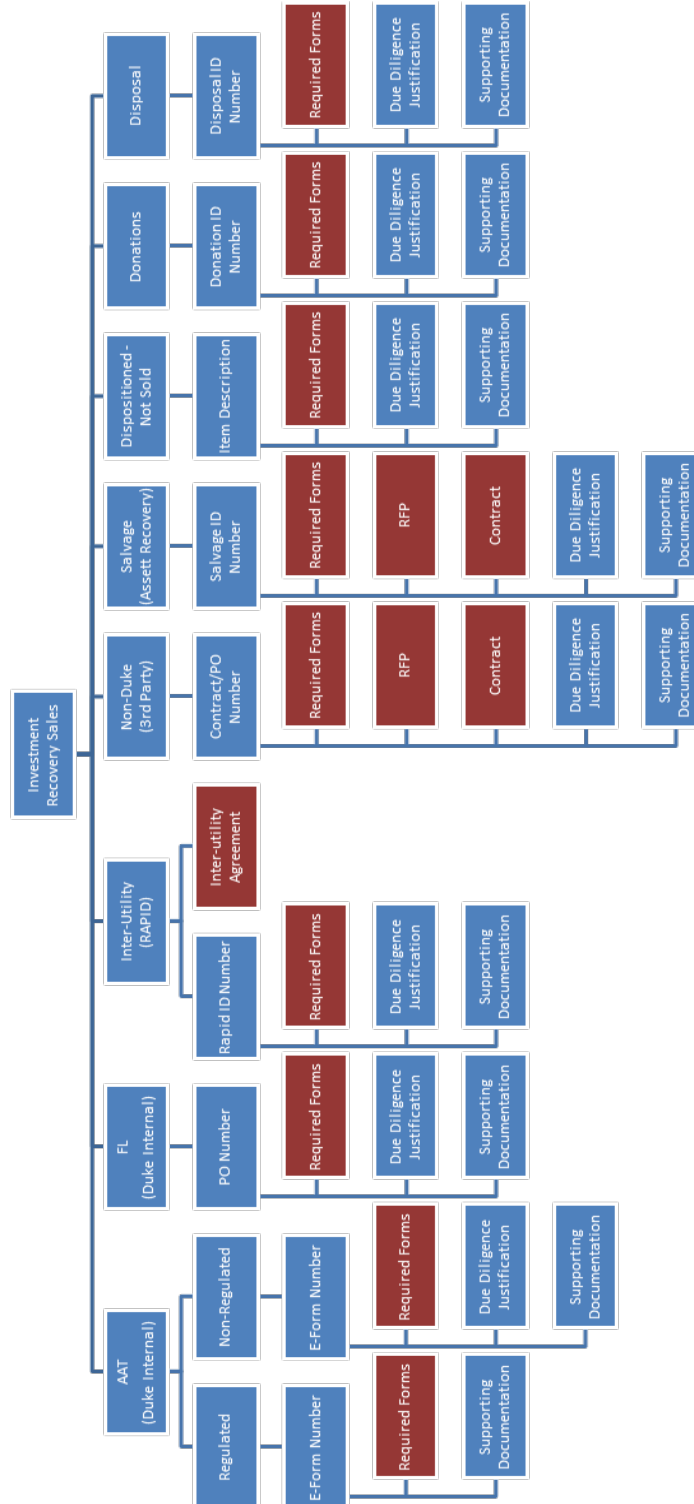 Investment
Recovery Sales
AAT
(Duke Internal)
Regulated
E-Form Number
Required Forms
Supporting
Documentation
Non-Regulated
E-Form Number
Required Forms
Due Diligence
Justification
Supporting
Documentation
FL
(Duke Internal)
PO Number
Required Forms
Due Diligence
Justification
Supporting
Documentation
Inter-Utility
(RAPID)
Rapid ID Number
Required Forms
Due Diligence
Justification
Supporting
Documentation
Inter-utility
Agreement
Non-Duke
(3rd Party)
Contract/PO
Number
Required Forms
RFP
Contract
Due Diligence
Justification
Supporting
Documentation
Salvage
(Assett Recovery)
Salvage ID
Number
Required Forms
RFP
Contract
Due Diligence
Justification
Supporting
Documentation
Dispositioned -
Not Sold
Item Description
Required Forms
Due Diligence
Justification
Supporting
Documentation
Donations
Donation ID
Number
Required Forms
Due Diligence
Justification
Supporting
Documentation
Disposal
Disposal ID
Number
Required Forms
Due Diligence
Justification
Supporting
Documentation